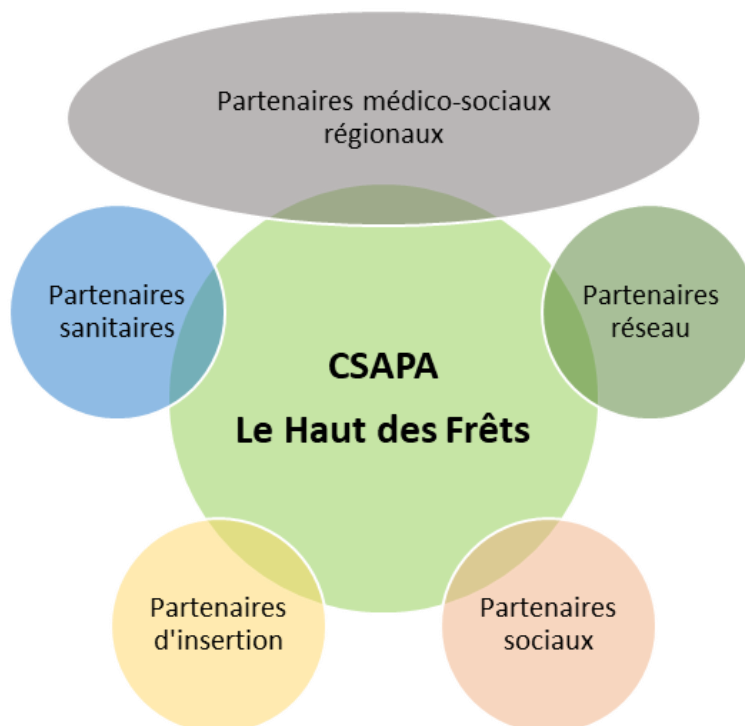 Partenaires médico-sociaux
régionaux
Partenaires
sanitaires
Partenaires
réseau
CSAPA
Le Haut des Frêts
Partenaires
d'insertion
Partenaires
sociaux